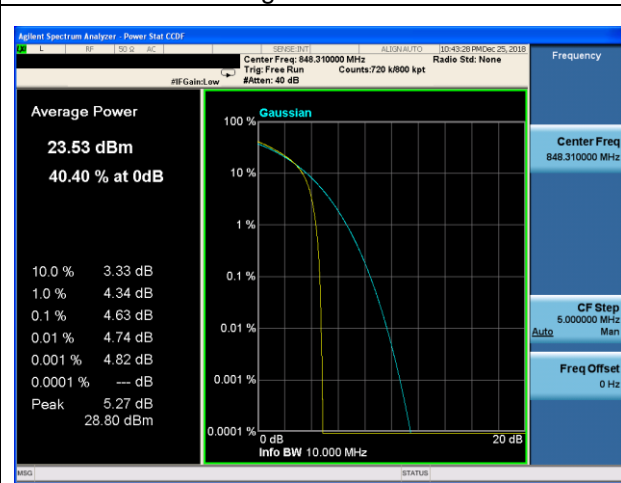 Agilent Spectrum Analyzer - Power Stat CCDF
L RF 50 Ω AC SENSE:INT ALIGN AUTO 10:43:28 PM Dec 25, 2018
Center Freq: 848.310000 MHz Radio Std: None
Trig: Free Run Counts:720 k/800 kpt
#IFGain:Low #Atten: 40 dB
Frequency
Average Power
23.53 dBm
40.40 % at 0dB
10.0 % 3.33 dB
1.0 % 4.34 dB
0.1 % 4.63 dB
0.01 % 4.74 dB
0.001 % 4.82 dB
0.0001 % --- dB
Peak 5.27 dB
28.80 dBm
Gaussian
100 %
10 %
1 %
0.1 %
0.01 %
0.001 %
0.0001 %
0 dB 20 dB
Info BW 10.000 MHz
Center Freq
848.310000 MHz
CF Step
5.000000 MHz
Auto Man
Freq Offset
0 Hz
MSG STATUS